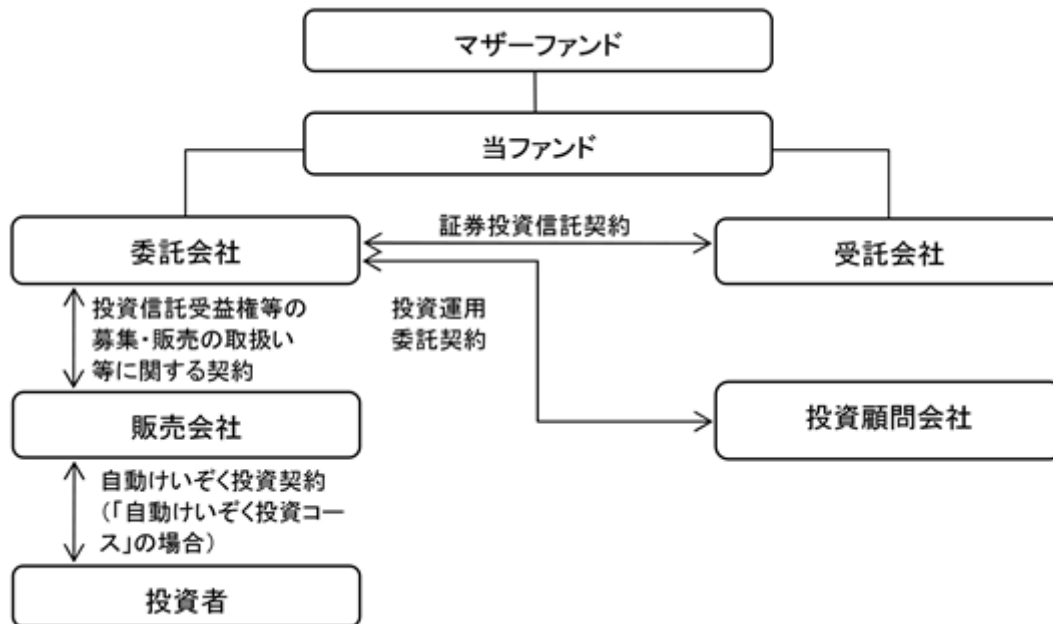 マザーファンド
当ファンド
委託会社
証券投資信託契約
受託会社
投資信託受益権等の
募集・販売の取扱い
等に関する契約
投資運用
委託契約
販売会社
投資顧問会社
自動けいぞく投資契約
(「自動けいぞく投資コー
ス」の場合)
投資者